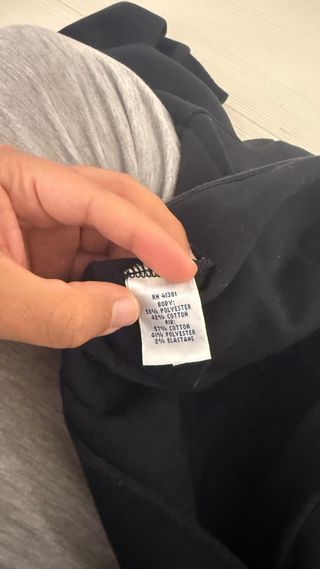 RN 41381
BODY:
58% POLYESTER
42% COTTON
RIB:
57% COTTON
41% POLYESTER
2% ELASTANE